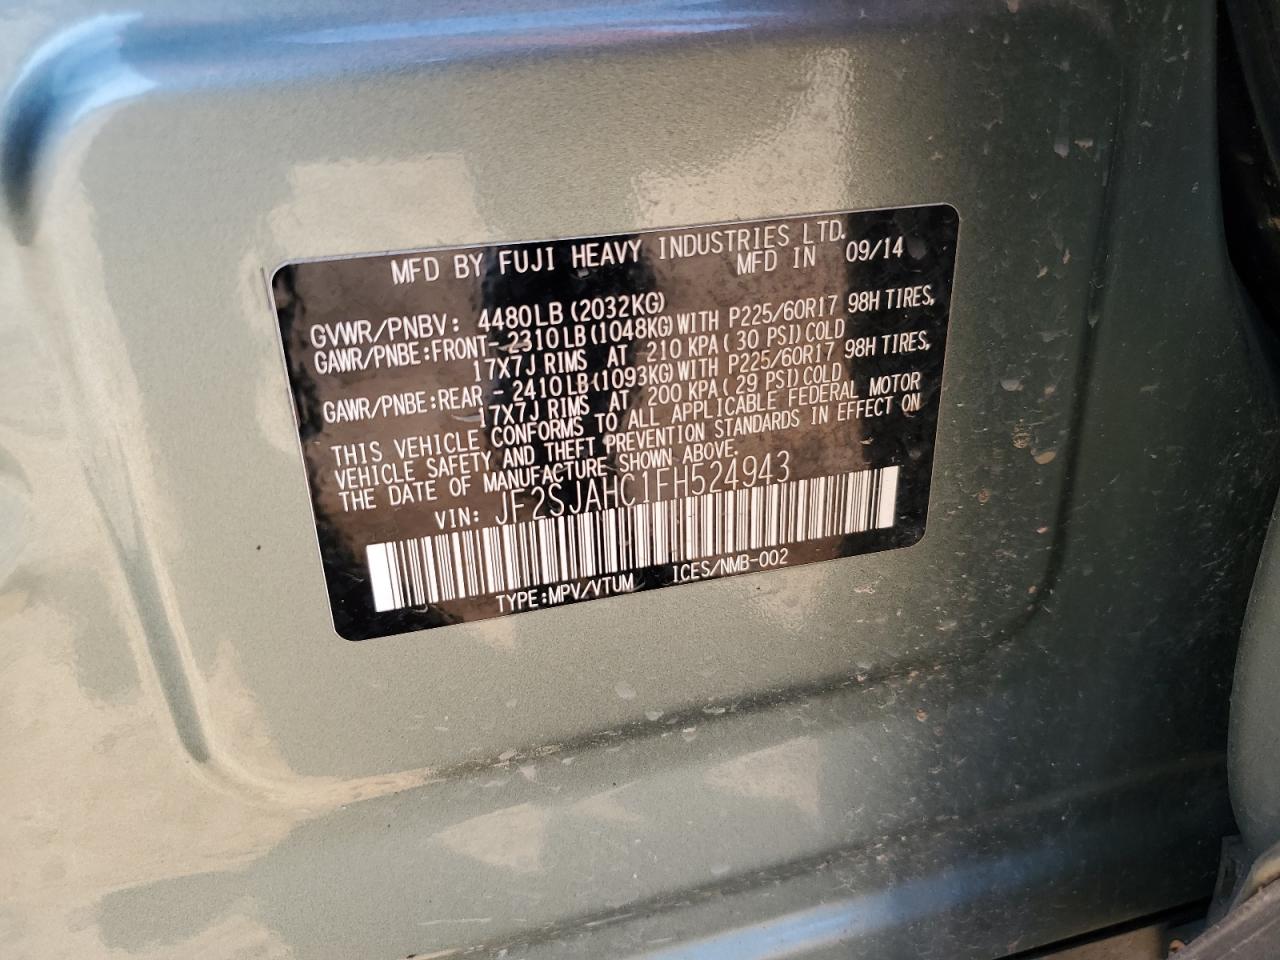 MFD BY FUJI HEAVY INDUSTRIES LTD.
MFD IN 09/14
GVWR/PNBV: 4480LB(2032KG)
GAWR/PNBE:FRONT-2310LB(1048KG)WITH P225/60R17 98H TIRES,
17X7J RIMS AT 210 KPA(30 PSI)COLD
GAWR/PNBE:REAR -2410LB(1093KG)WITH P225/60R17 98H TIRES,
17X7J RIMS AT 200 KPA(29 PSI)COLD
THIS VEHICLE CONFORMS TO ALL APPLICABLE FEDERAL MOTOR
VEHICLE SAFETY AND THEFT PREVENTION STANDARDS IN EFFECT ON
THE DATE OF MANUFACTURE SHOWN ABOVE.
VIN: JF2SJAHC1FH524943
TYPE:MPV/VTUM ICES/NMB-002